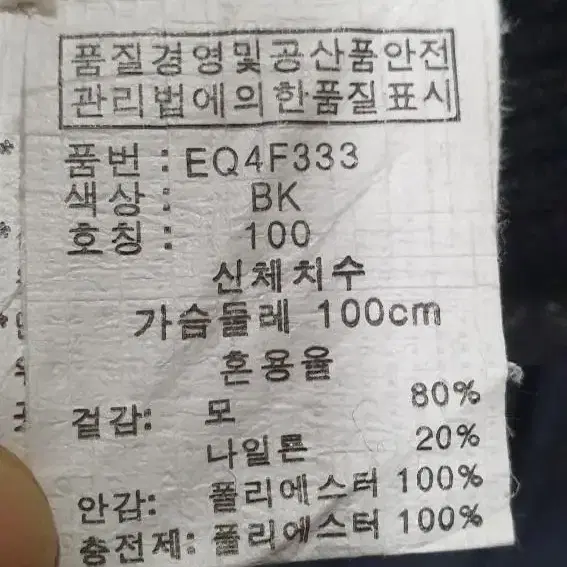 품질경영및공산품안전
관리법에의한품질표시
품번 : EQ4F333
색상 : BK
호칭 : 100
신체치수
가슴둘레 100cm
혼용율
겉감: 모 80%
나일론 20%
안감: 폴리에스터 100%
충전제: 폴리에스터 100%